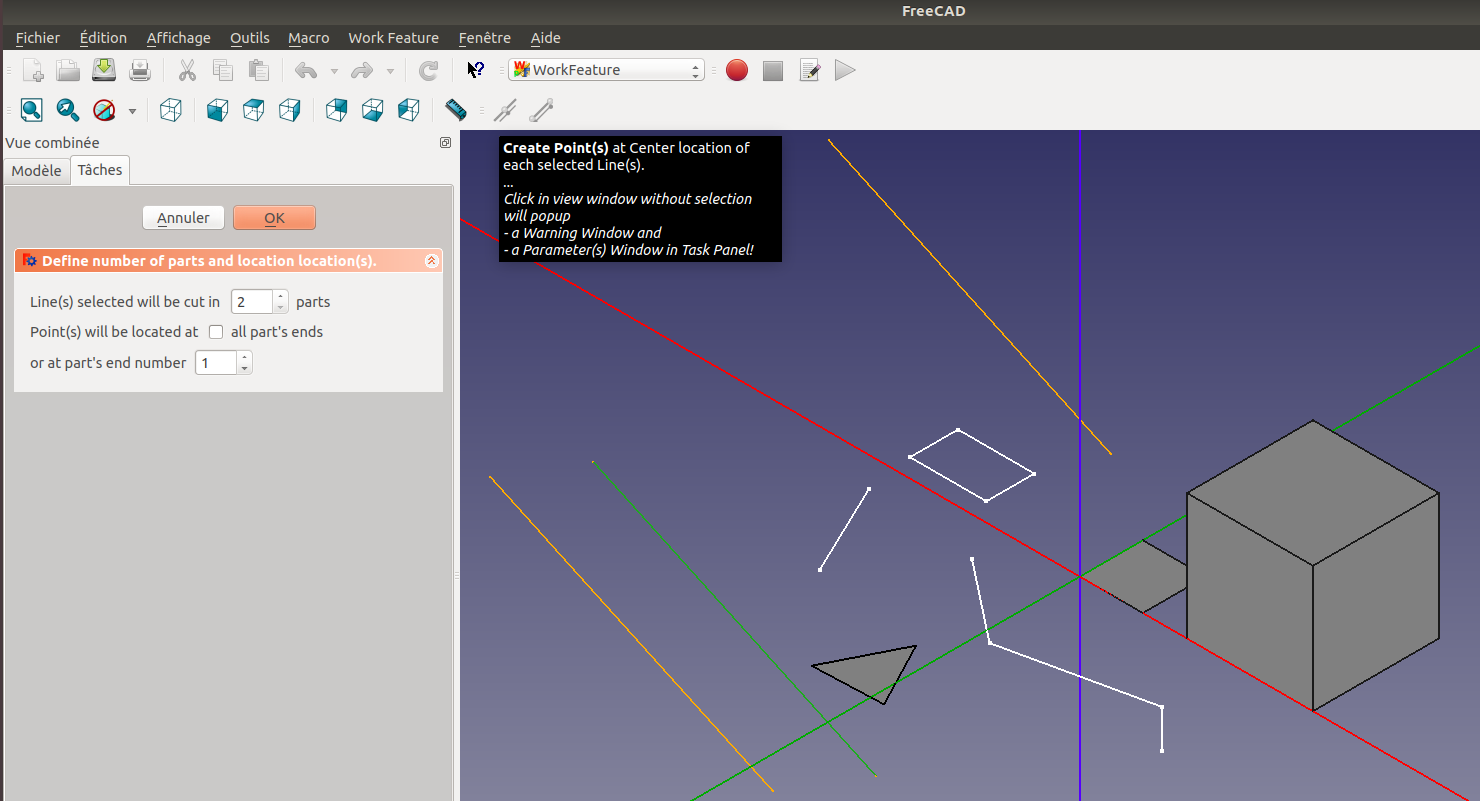 FreeCAD
Fichier Édition Affichage Outils Macro Work Feature Fenêtre Aide
WorkFeature
Vue combinée
Modèle Tâches
Annuler OK
Define number of parts and location location(s).
Line(s) selected will be cut in 2 parts
Point(s) will be located at all part's ends
or at part's end number 1
Create Point(s) at Center location of
each selected Line(s).
...
Click in view window without selection
will popup
- a Warning Window and
- a Parameter(s) Window in Task Panel!